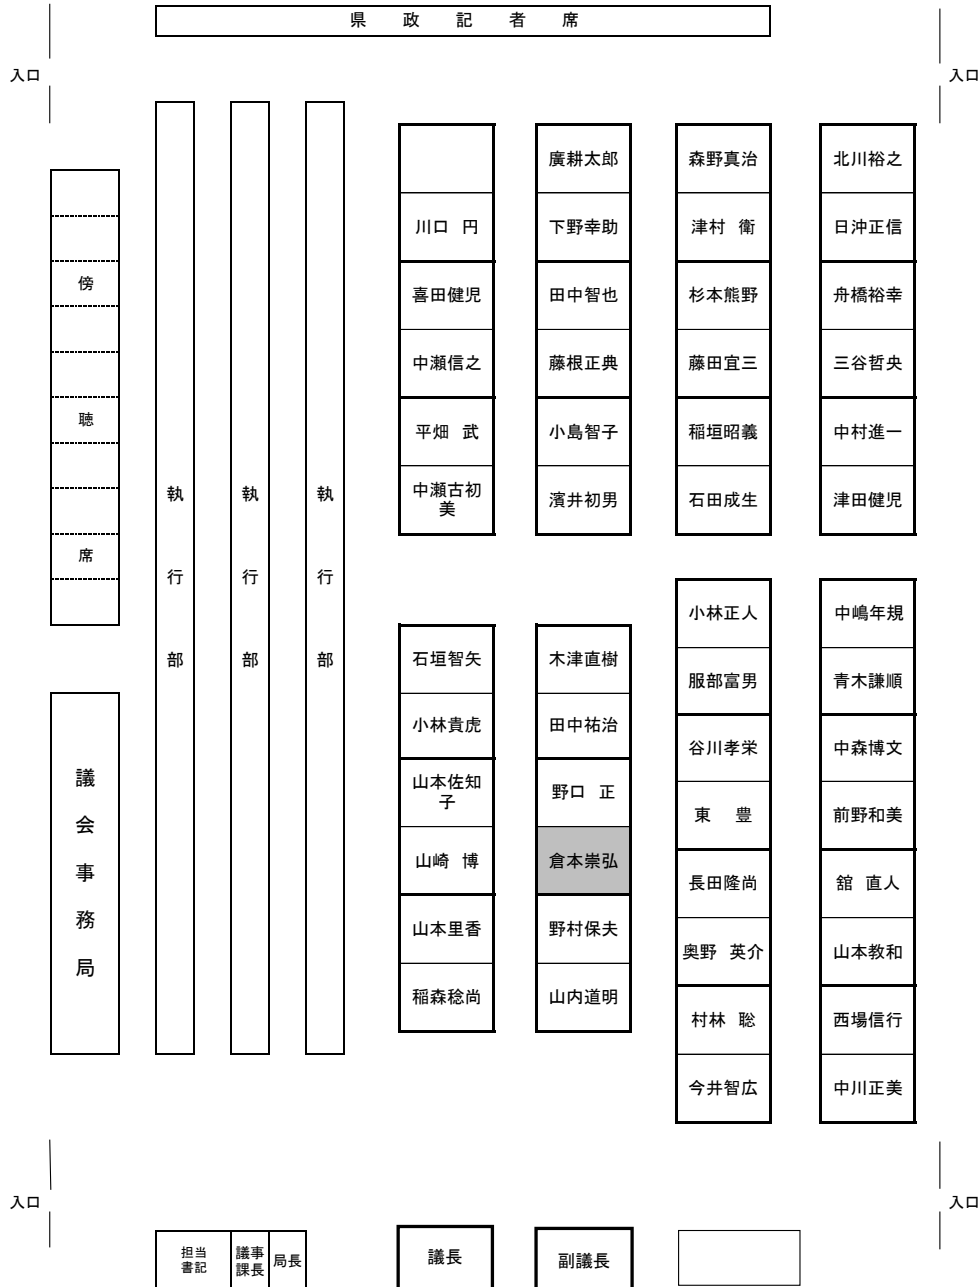 県 政 記 者 席
入口
入口
廣耕太郎
森野真治
北川裕之
川口 円
下野幸助
津村 衛
日沖正信
喜田健児
田中智也
杉本熊野
舟橋裕幸
中瀬信之
藤根正典
藤田宜三
三谷哲央
平畑 武
小島智子
稲垣昭義
中村進一
中瀬古初
美
濱井初男
石田成生
津田健児
傍
聴
席
執
行
部
執
行
部
執
行
部
小林正人
中嶋年規
石垣智矢
木津直樹
服部富男
青木謙順
小林貴虎
田中祐治
谷川孝栄
中森博文
山本佐知
子
野口 正
東 豊
前野和美
山崎 博
倉本崇弘
長田隆尚
舘 直人
山本里香
野村保夫
奥野 英介
山本教和
稲森稔尚
山内道明
村林 聡
西場信行
今井智広
中川正美
議
会
事
務
局
入口
入口
担当
書記
議事
課長
局長
議長
副議長